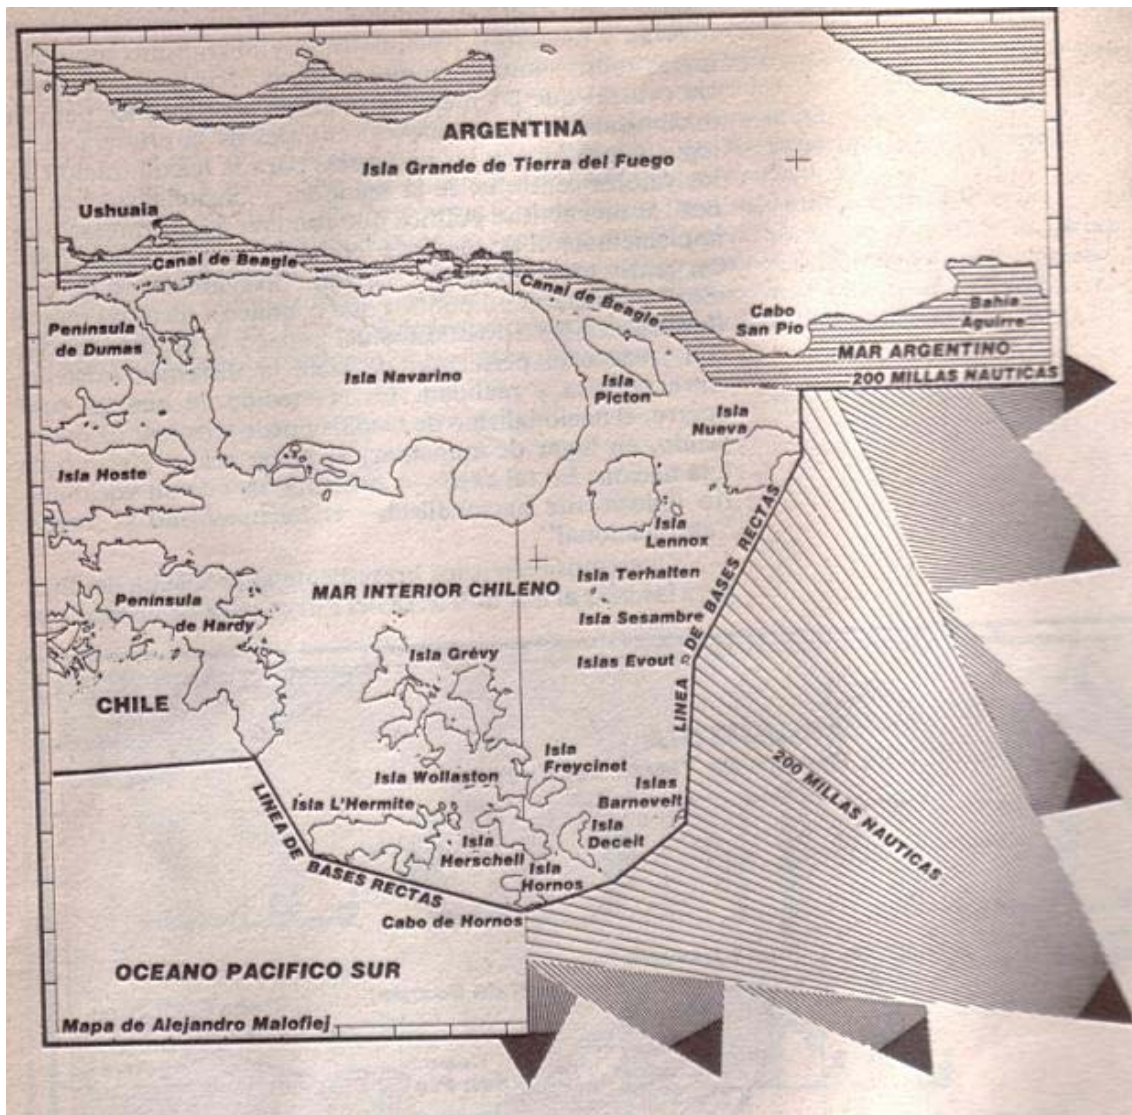 ARGENTINA
Isla Grande de Tierra del Fuego
Ushuaia
Canal de Beagle
Canal de Beagle
Cabo
San Pío
Bahía
Aguirre
MAR ARGENTINO
200 MILLAS NAUTICAS
Península
de Dumas
Isla Navarino
Isla
Picton
Isla
Nueva
Isla Hoste
Isla
Lennox
LINEA DE BASES RECTAS
Isla Terhalten
MAR INTERIOR CHILENO
Isla Sesambre
Península
de Hardy
Isla Grévy
Islas Evout
CHILE
Isla
Freycinet
Isla Wollaston
Islas
Barnevelt
200 MILLAS NAUTICAS
Isla L'Hermite
Isla
Deceit
Isla
Herschell
Isla
Hornos
LINEA DE BASES RECTAS
Cabo de Hornos
OCEANO PACIFICO SUR
Mapa de Alejandro Malofiej